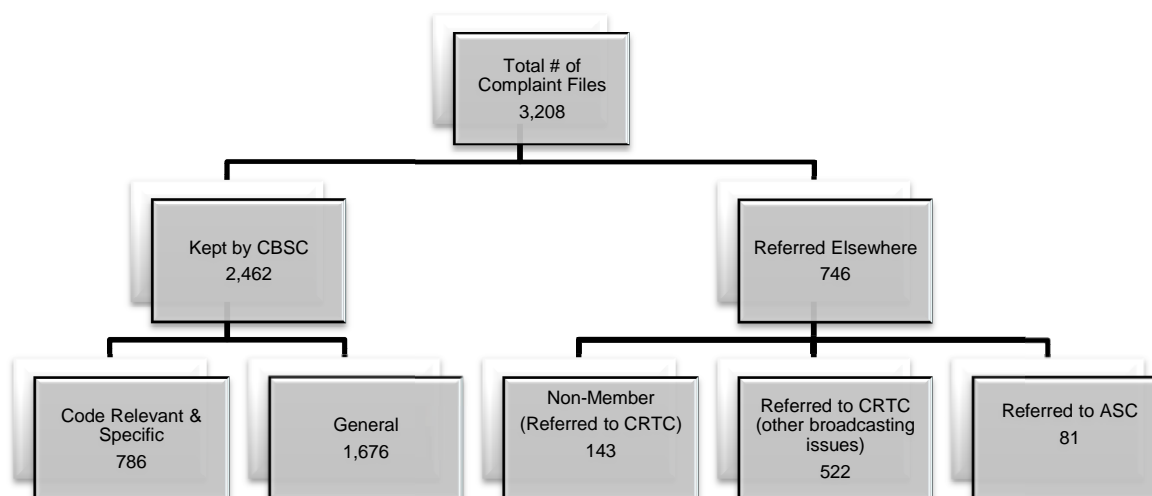 Total # of
Complaint Files
3,208
Kept by CBSC
2,462
Referred Elsewhere
746
Code Relevant &
Specific
786
General
1,676
Non-Member
(Referred to CRTC)
143
Referred to CRTC
(other broadcasting
issues)
522
Referred to ASC
81